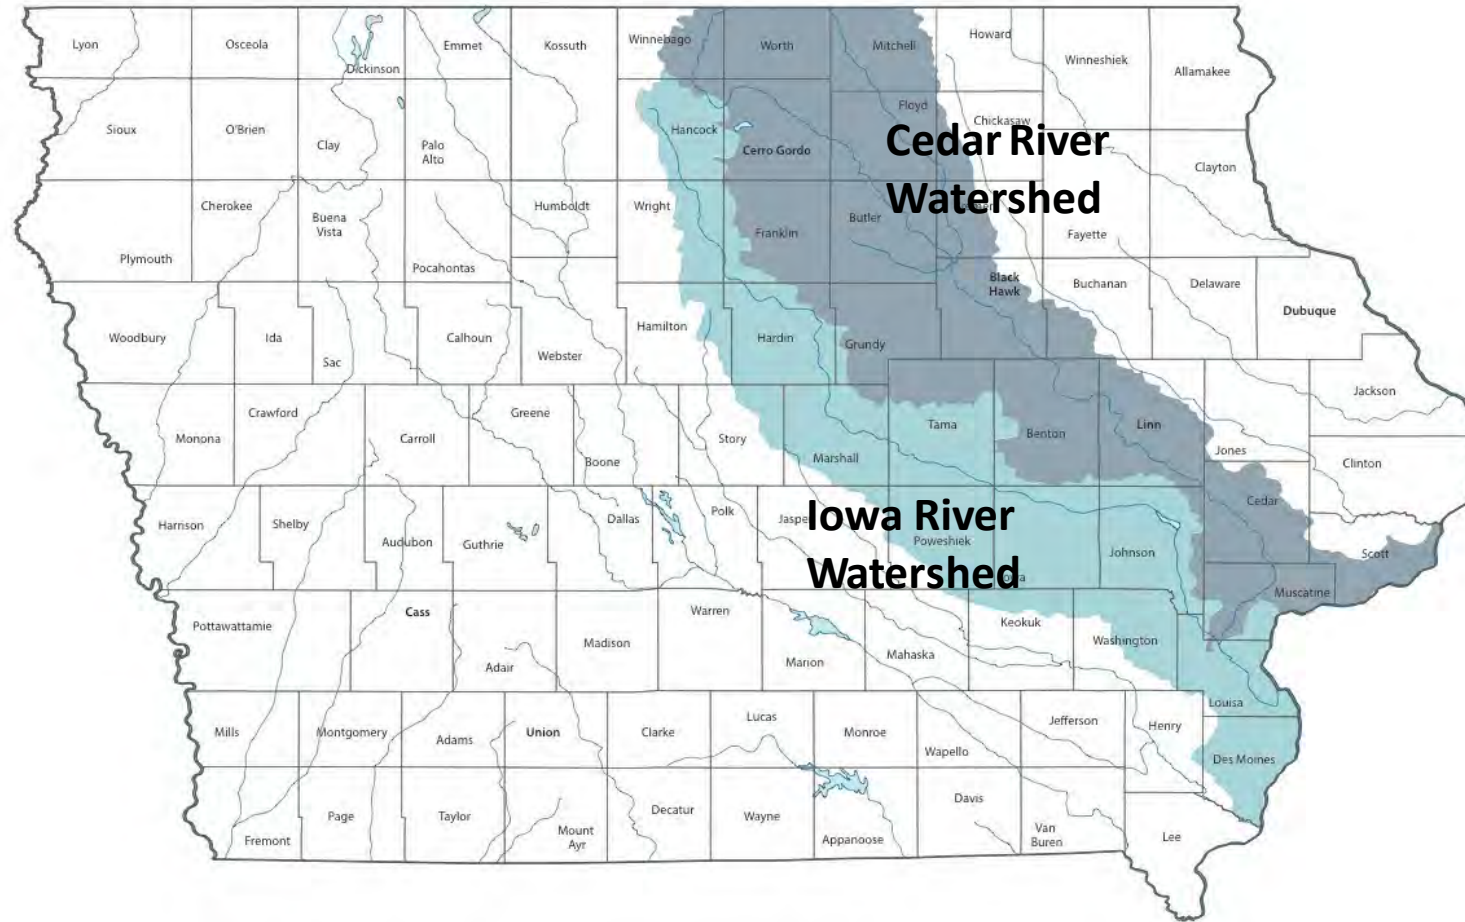 Lyon
Osceola
Dickinson
Emmet
Kossuth
Winnebago
Worth
Mitchell
Howard
Winneshiek
Allamakee
Sioux
O'Brien
Clay
Palo
Alto
Hancock
Cerro Gordo
Floyd
Chickasaw
Cedar River
Watershed
Clayton
Plymouth
Cherokee
Buena
Vista
Pocahontas
Humboldt
Wright
Franklin
Butler
Fayette
Woodbury
Ida
Sac
Calhoun
Webster
Hamilton
Hardin
Grundy
Black
Hawk
Buchanan
Delaware
Dubuque
Monona
Crawford
Carroll
Greene
Boone
Story
Marshall
Tama
Benton
Linn
Jones
Jackson
Clinton
Harrison
Shelby
Audubon
Guthrie
Dallas
Polk
Iowa River
Watershed
Poweshiek
Johnson
Cedar
Scott
Muscatine
Pottawattamie
Cass
Adair
Madison
Warren
Marion
Mahaska
Keokuk
Washington
Louisa
Mills
Montgomery
Adams
Union
Clarke
Lucas
Monroe
Wapello
Jefferson
Henry
Des Moines
Fremont
Page
Taylor
Mount
Ayr
Decatur
Wayne
Appanoose
Davis
Van
Buren
Lee